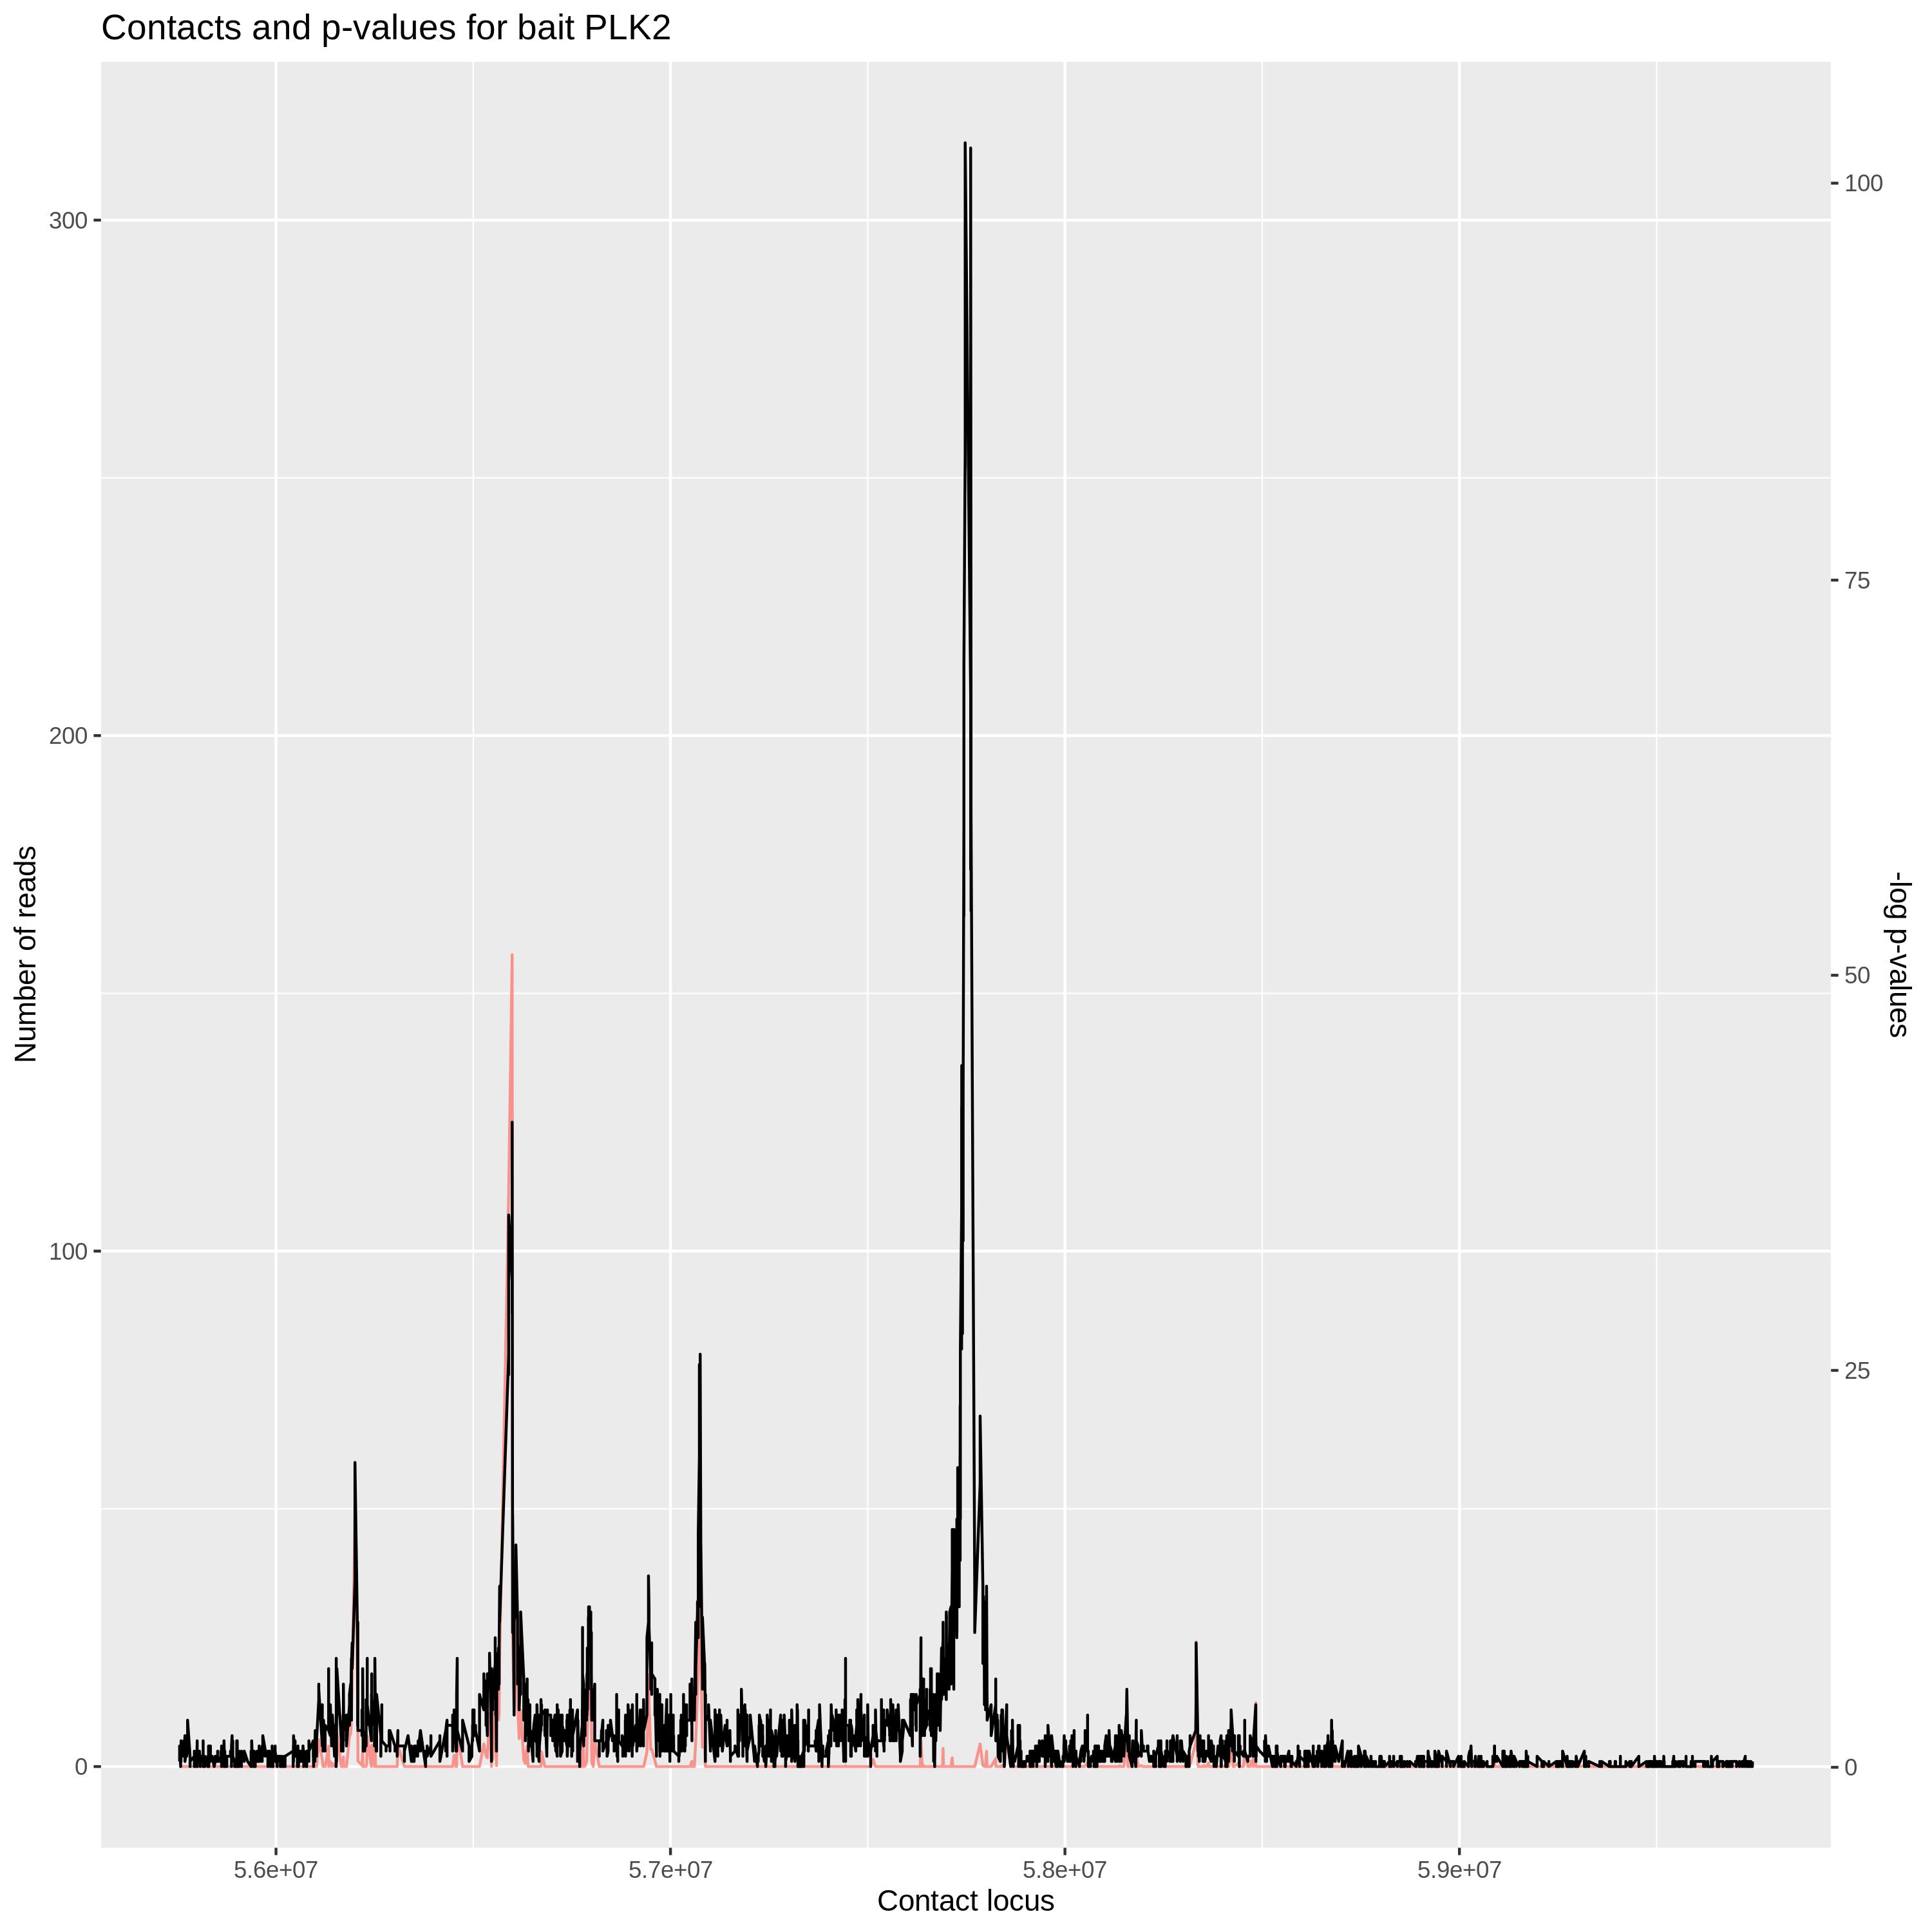 Contacts and p-values for bait PLK2
300
200
100
0
Number of reads
100
75
50
25
0
-log p-values
5.6e+07
5.7e+07
5.8e+07
5.9e+07
Contact locus